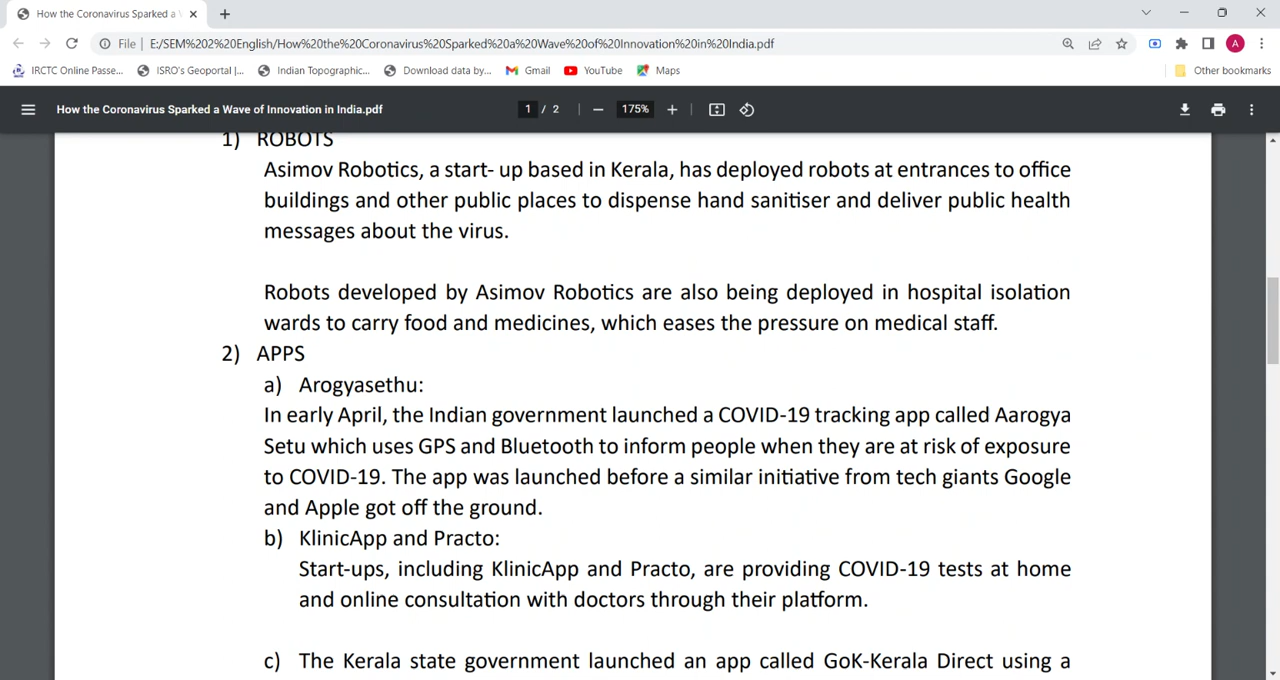 How the Coronavirus Sparked a
File
E:/SEM%202%20English/How%20the%20Coronavirus%20Sparked%20a%20Wave%20of%20Innovation%20in%20India.pdf
A
IRCTC Online Passe...
ISRO's Geoportal |...
Indian Topographic...
Download data by...
Gmail
YouTube
Maps
Other bookmarks
How the Coronavirus Sparked a Wave of Innovation in India.pdf
1 / 2
175%
1) ROBOTS
Asimov Robotics, a start- up based in Kerala, has deployed robots at entrances to office
buildings and other public places to dispense hand sanitiser and deliver public health
messages about the virus.
Robots developed by Asimov Robotics are also being deployed in hospital isolation
wards to carry food and medicines, which eases the pressure on medical staff.
2) APPS
a) Arogyasethu:
In early April, the Indian government launched a COVID-19 tracking app called Aarogya
Setu which uses GPS and Bluetooth to inform people when they are at risk of exposure
to COVID-19. The app was launched before a similar initiative from tech giants Google
and Apple got off the ground.
b) KlinicApp and Practo:
Start-ups, including KlinicApp and Practo, are providing COVID-19 tests at home
and online consultation with doctors through their platform.
c) The Kerala state government launched an app called GoK-Kerala Direct using a